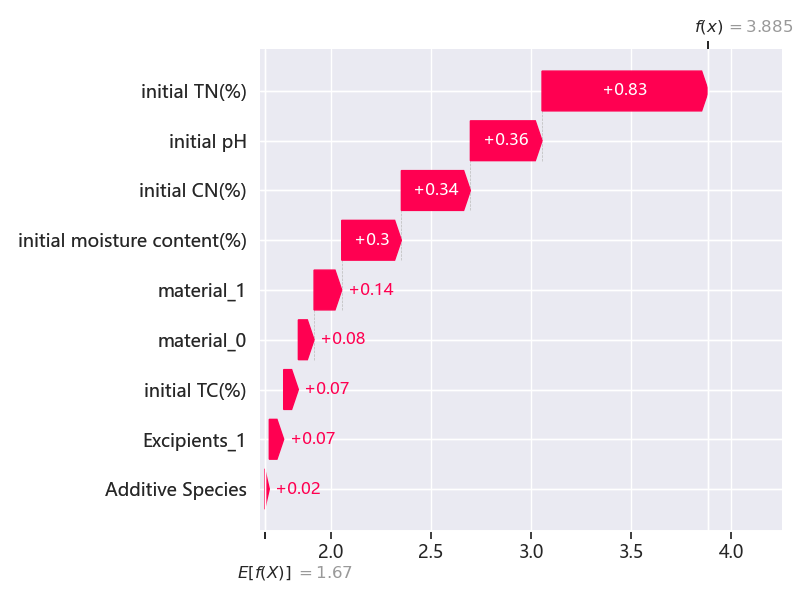 f(x) = 3.885
initial TN(%) +0.83
initial pH +0.36
initial CN(%) +0.34
initial moisture content(%) +0.3
material_1 +0.14
material_0 +0.08
initial TC(%) +0.07
Excipients_1 +0.07
Additive Species +0.02
2.0 2.5 3.0 3.5 4.0
E[f(X)] = 1.67